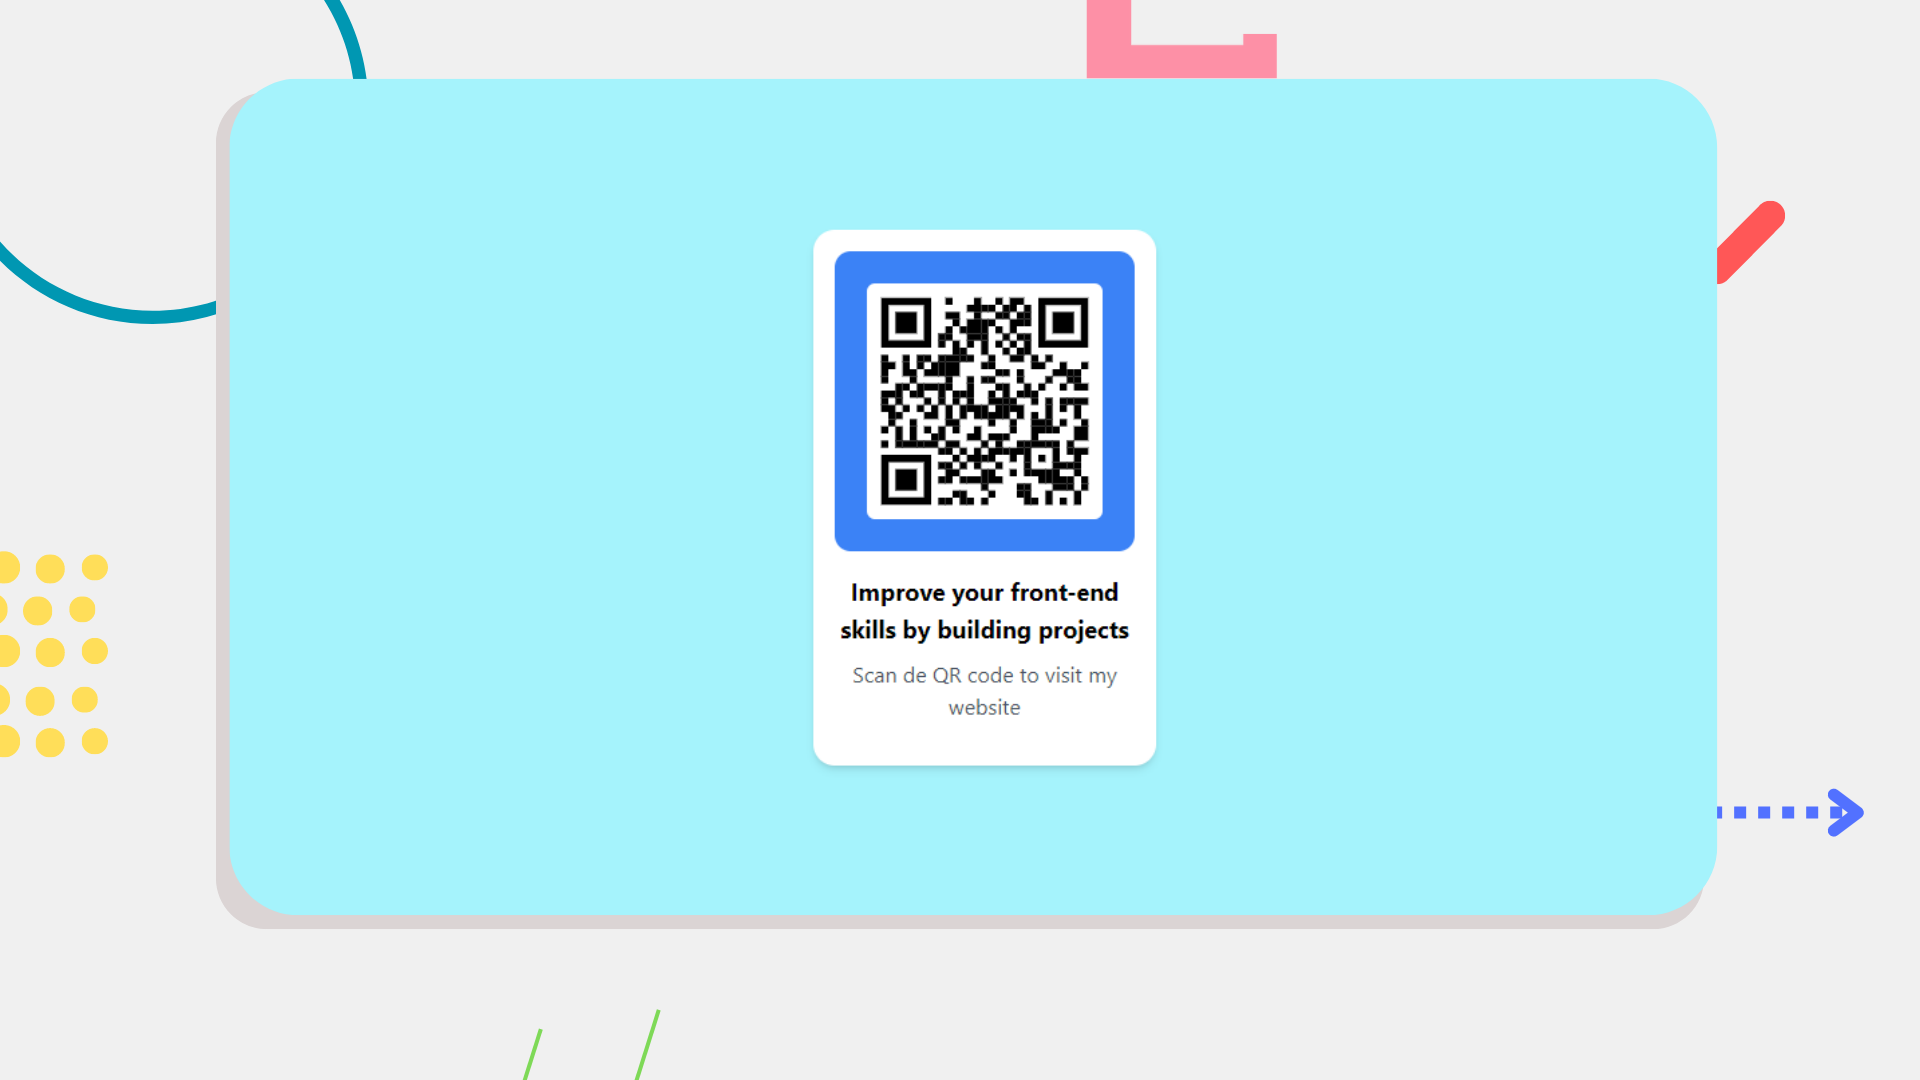 Improve your front-end
skills by building projects
Scan de QR code to visit my
website